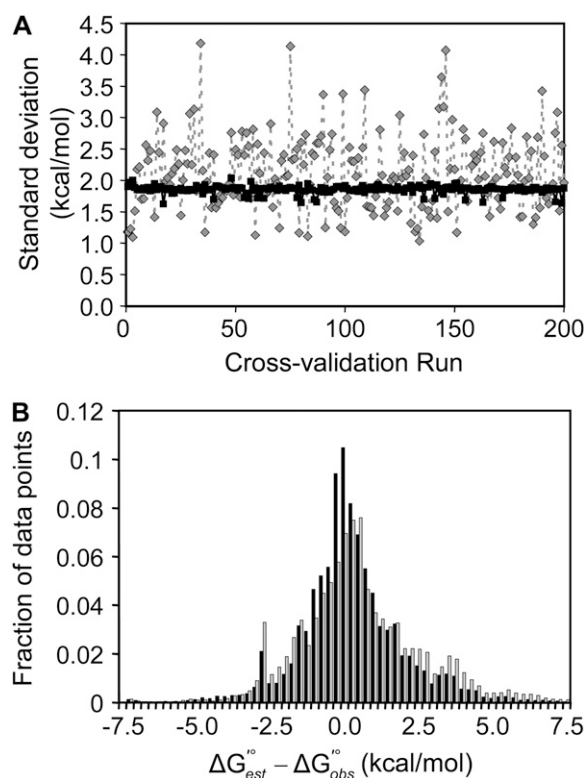 A
4.5
4.0
3.5
3.0
2.5
2.0
1.5
1.0
0.5
0.0
Standard deviation
(kcal/mol)
0 50 100 150 200
Cross-validation Run
B
0.12
0.1
0.08
0.06
0.04
0.02
0
Fraction of data points
-7.5 -5.0 -2.5 0.0 2.5 5.0 7.5
ΔG'°est − ΔG'°obs (kcal/mol)